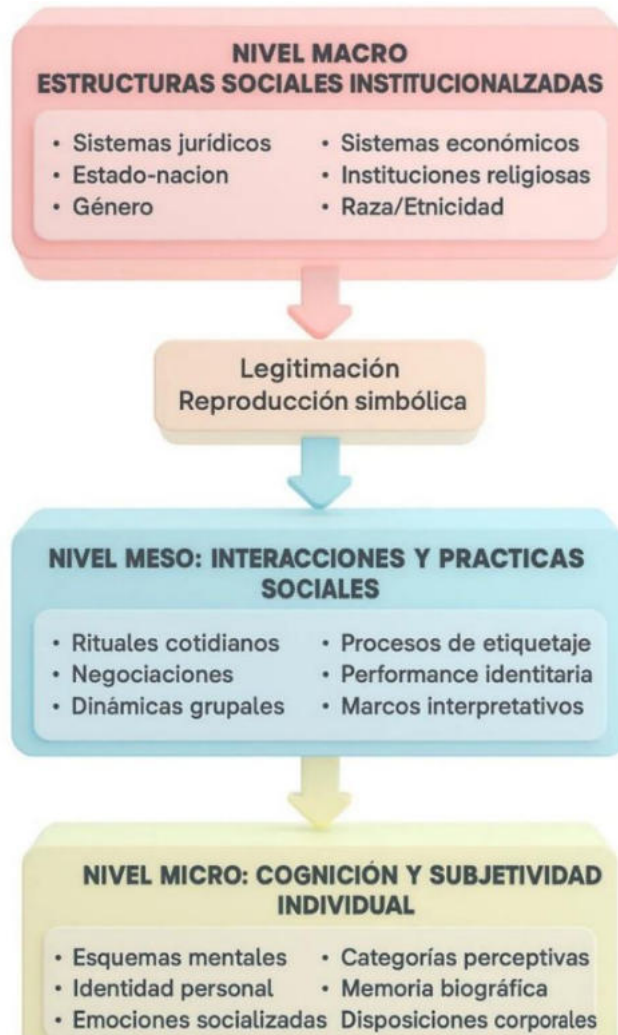 NIVEL MACRO
ESTRUCTURAS SOCIALES INSTITUCIONALZADAS
• Sistemas jurídicos
• Estado-nacion
• Género
• Sistemas económicos
• Instituciones religiosas
• Raza/Etnicidad
Legitimación
Reproducción simbólica
NIVEL MESO: INTERACCIONES Y PRACTICAS
SOCIALES
• Rituales cotidianos
• Negociaciones
• Dinámicas grupales
• Procesos de etiquetaje
• Performance identitaria
• Marcos interpretativos
NIVEL MICRO: COGNICIÓN Y SUBJETIVIDAD
INDIVIDUAL
• Esquemas mentales
• Identidad personal
• Emociones socializadas
• Categorías perceptivas
• Memoria biográfica
Disposiciones corporales